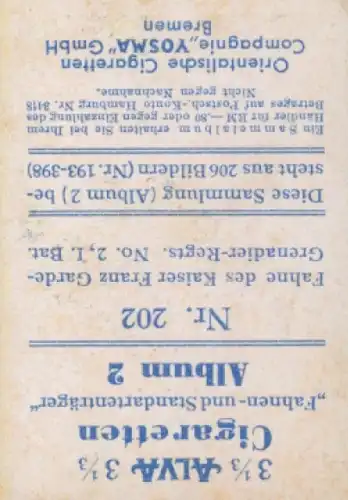 3⅓ ALVA 3⅓
Cigaretten
„Fahnen- und Standartenträger“
Album 2
Nr. 202
Fahne des Kaiser Franz Garde-
Grenadier-Regts. No. 2, I. Bat.
Diese Sammlung (Album 2) be-
steht aus 206 Bildern (Nr. 193-398)
Ein Sammelalbum erhalten Sie bei Ihrem
Händler für RM —.80 oder gegen Einzahlung des
Betrages auf Postsch.-Konto Hamburg Nr. 3418
Nicht gegen Nachnahme.
Orientalische Cigaretten
Compagnie „YOSMA“ GmbH
Bremen